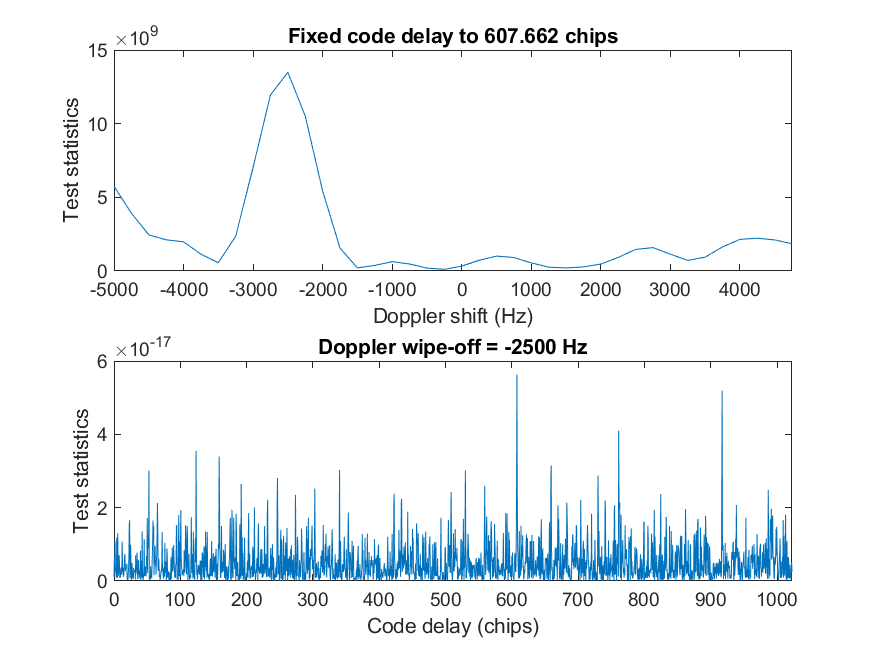 ×10⁹
Fixed code delay to 607.662 chips
15
10
5
0
Test statistics
-5000 -4000 -3000 -2000 -1000 0 1000 2000 3000 4000
Doppler shift (Hz)
×10⁻¹⁷
Doppler wipe-off = -2500 Hz
6
4
2
0
Test statistics
0 100 200 300 400 500 600 700 800 900 1000
Code delay (chips)